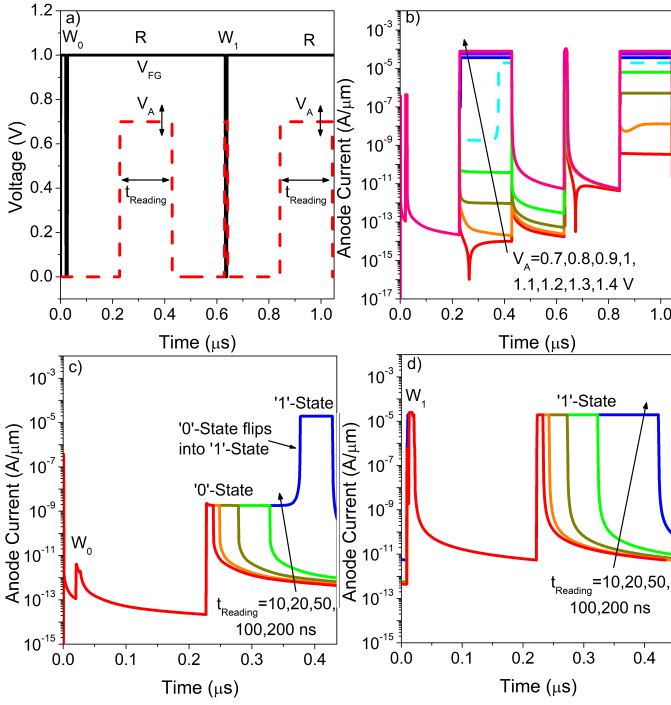 a)
W0 R W1 R
VFG
VA VA
tReading tReading
1.2
1.0
0.8
0.6
0.4
0.2
0.0
0.0 0.2 0.4 0.6 0.8 1.0
Voltage (V)
Time (μs)
b)
10-3
10-5
10-7
10-9
10-11
10-13
10-15
10-17
VA=0.7,0.8,0.9,1,
1.1,1.2,1.3,1.4 V
0.0 0.2 0.4 0.6 0.8 1.0
Anode Current (A/μm)
Time (μs)
c)
10-3
10-5
10-7
10-9
10-11
10-13
10-15
'1'-State
'0'-State flips
into '1'-State
'0'-State
W0
tReading=10,20,50,
100,200 ns
0.0 0.1 0.2 0.3 0.4
Anode Current (A/μm)
Time (μs)
d)
10-3
10-5
10-7
10-9
10-11
10-13
10-15
W1
'1'-State
tReading=10,20,50,
100,200 ns
0.0 0.1 0.2 0.3 0.4
Anode Current (A/μm)
Time (μs)